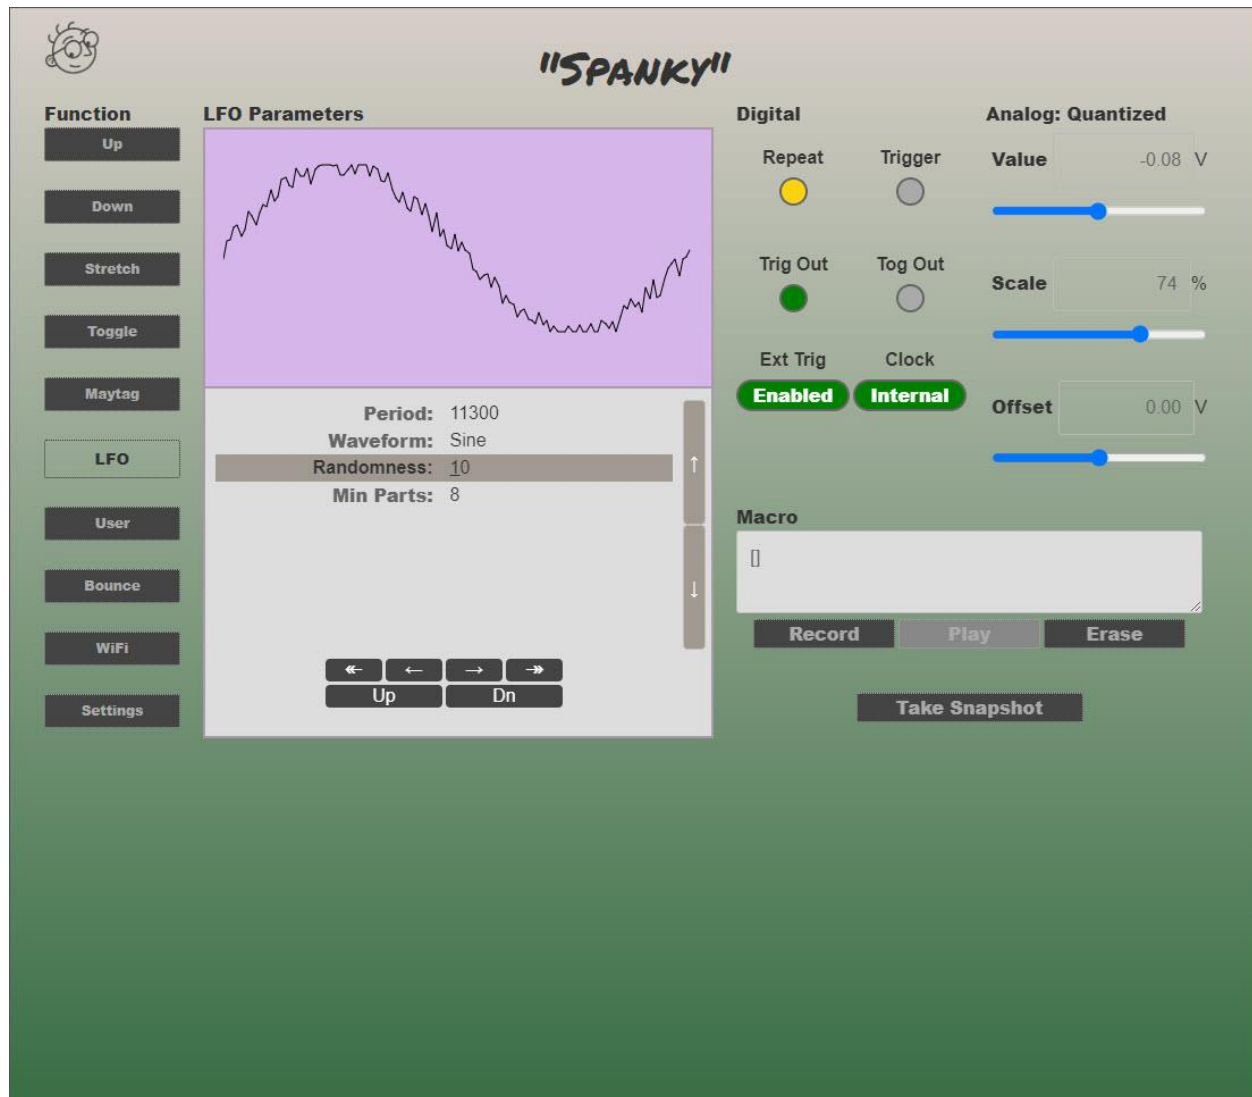 "SPANKY"
Function
Up
Down
Stretch
Toggle
Maytag
LFO
User
Bounce
WiFi
Settings
LFO Parameters
Period: 11300
Waveform: Sine
Randomness: 10
Min Parts: 8
↑
↓
↞ ← → ↠
Up Dn
Digital
Repeat Trigger
Trig Out Tog Out
Ext Trig Clock
Enabled Internal
Analog: Quantized
Value -0.08 V
Scale 74 %
Offset 0.00 V
Macro
[]
Record Play Erase
Take Snapshot